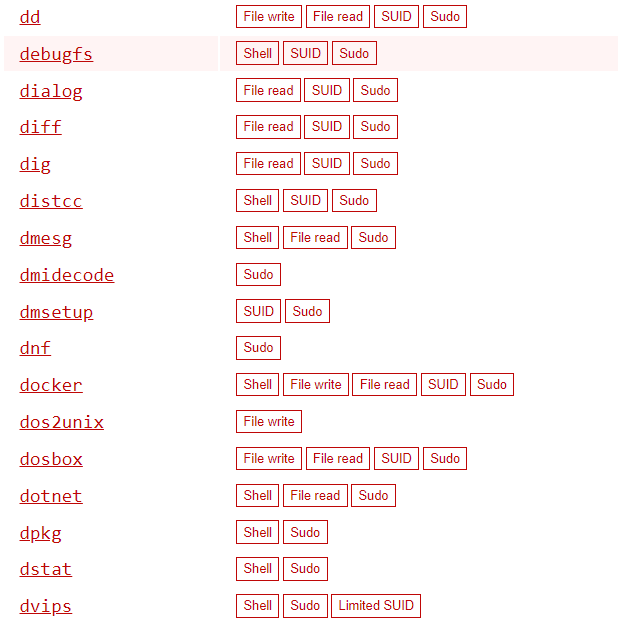 dd File write File read SUID Sudo
debugfs Shell SUID Sudo
dialog File read SUID Sudo
diff File read SUID Sudo
dig File read SUID Sudo
distcc Shell SUID Sudo
dmesg Shell File read Sudo
dmidecode Sudo
dmsetup SUID Sudo
dnf Sudo
docker Shell File write File read SUID Sudo
dos2unix File write
dosbox File write File read SUID Sudo
dotnet Shell File read Sudo
dpkg Shell Sudo
dstat Shell Sudo
dvips Shell Sudo Limited SUID